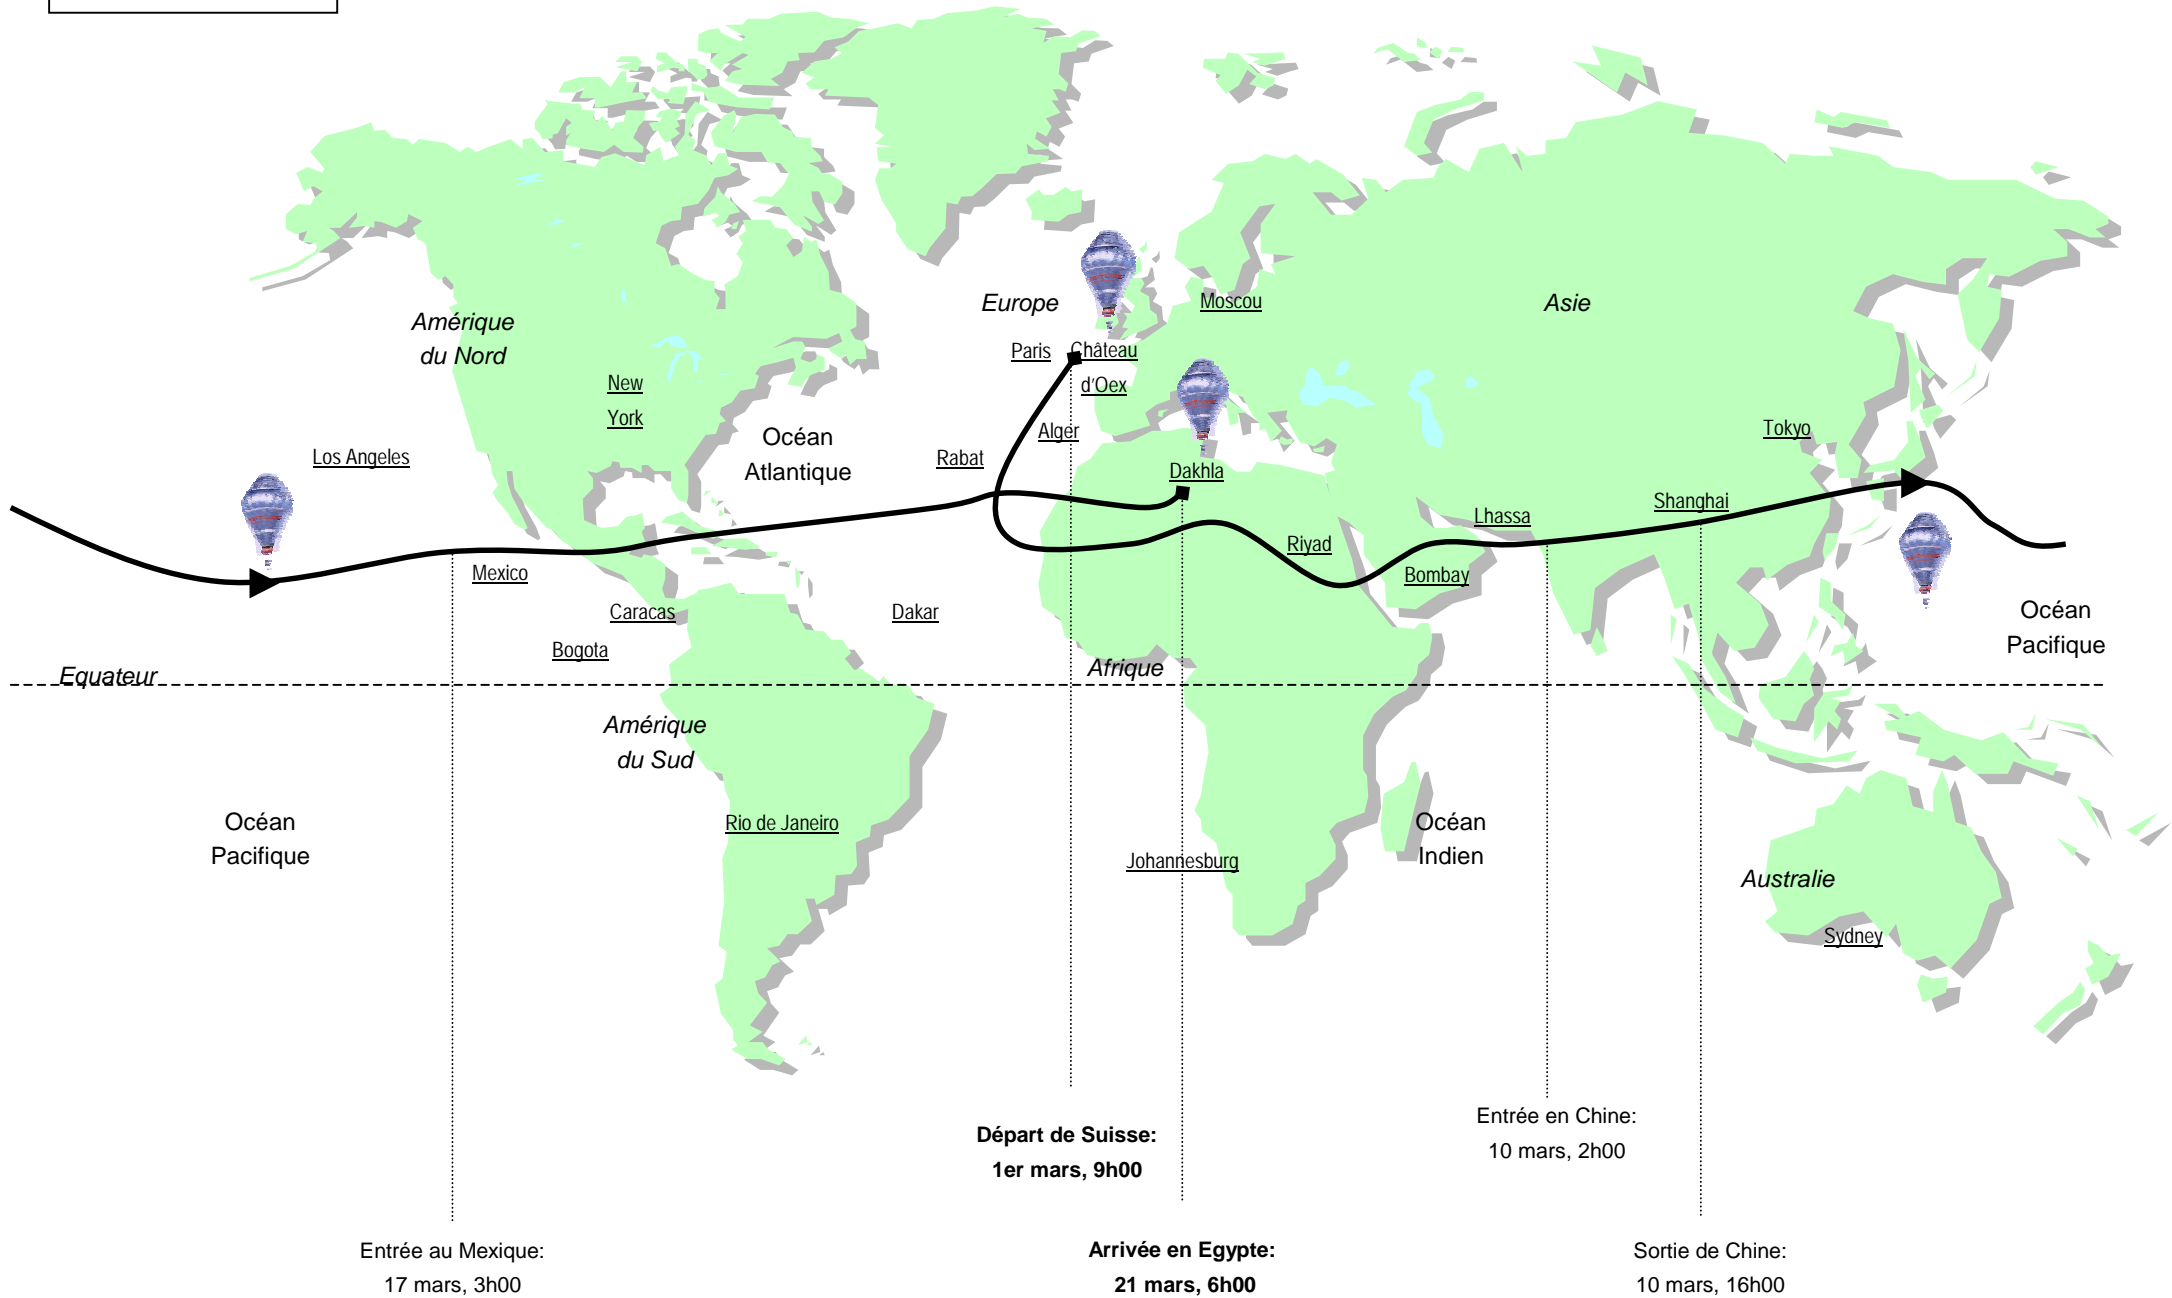 Europe
Moscou
Asie
Amérique
du Nord
Paris
Château
d'Oex
New
York
Alger
Océan
Atlantique
Los Angeles
Rabat
Dakhla
Tokyo
Shanghai
Lhassa
Riyad
Bombay
Mexico
Caracas
Dakar
Bogota
Océan
Pacifique
Equateur
Afrique
Amérique
du Sud
Océan
Pacifique
Rio de Janeiro
Océan
Indien
Johannesburg
Australie
Sydney
Entrée en Chine:
10 mars, 2h00
Départ de Suisse:
1er mars, 9h00
Entrée au Mexique:
17 mars, 3h00
Arrivée en Egypte:
21 mars, 6h00
Sortie de Chine:
10 mars, 16h00